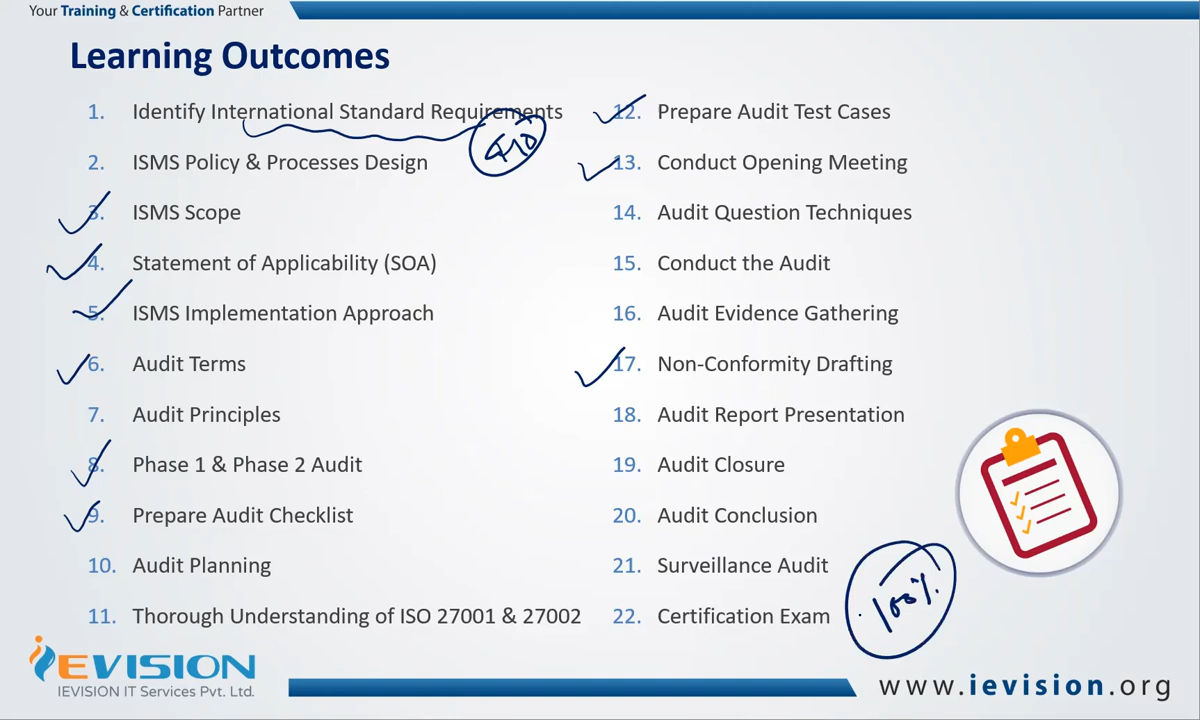 Your Training & Certification Partner
Learning Outcomes
1. Identify International Standard Requirements
2. ISMS Policy & Processes Design
3. ISMS Scope
4. Statement of Applicability (SOA)
5. ISMS Implementation Approach
6. Audit Terms
7. Audit Principles
8. Phase 1 & Phase 2 Audit
9. Prepare Audit Checklist
10. Audit Planning
11. Thorough Understanding of ISO 27001 & 27002
12. Prepare Audit Test Cases
13. Conduct Opening Meeting
14. Audit Question Techniques
15. Conduct the Audit
16. Audit Evidence Gathering
17. Non-Conformity Drafting
18. Audit Report Presentation
19. Audit Closure
20. Audit Conclusion
21. Surveillance Audit
22. Certification Exam
100%
iEVISION
IEVISION IT Services Pvt. Ltd.
www.ievision.org